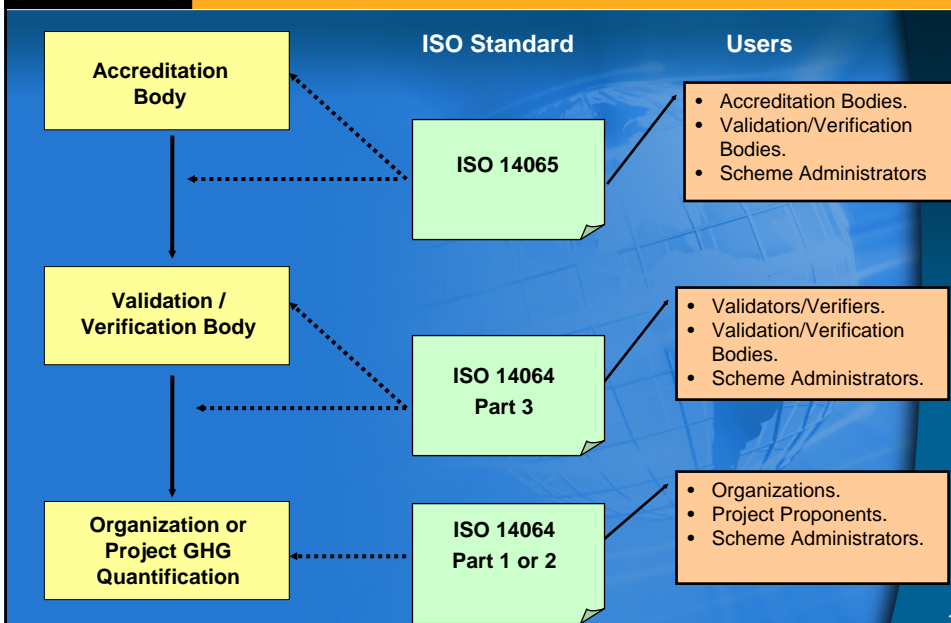 ISO Standard
Users
Accreditation
Body
ISO 14065
• Accreditation Bodies.
• Validation/Verification
Bodies.
• Scheme Administrators
Validation /
Verification Body
ISO 14064
Part 3
• Validators/Verifiers.
• Validation/Verification
Bodies.
• Scheme Administrators.
Organization or
Project GHG
Quantification
ISO 14064
Part 1 or 2
• Organizations.
• Project Proponents.
• Scheme Administrators.